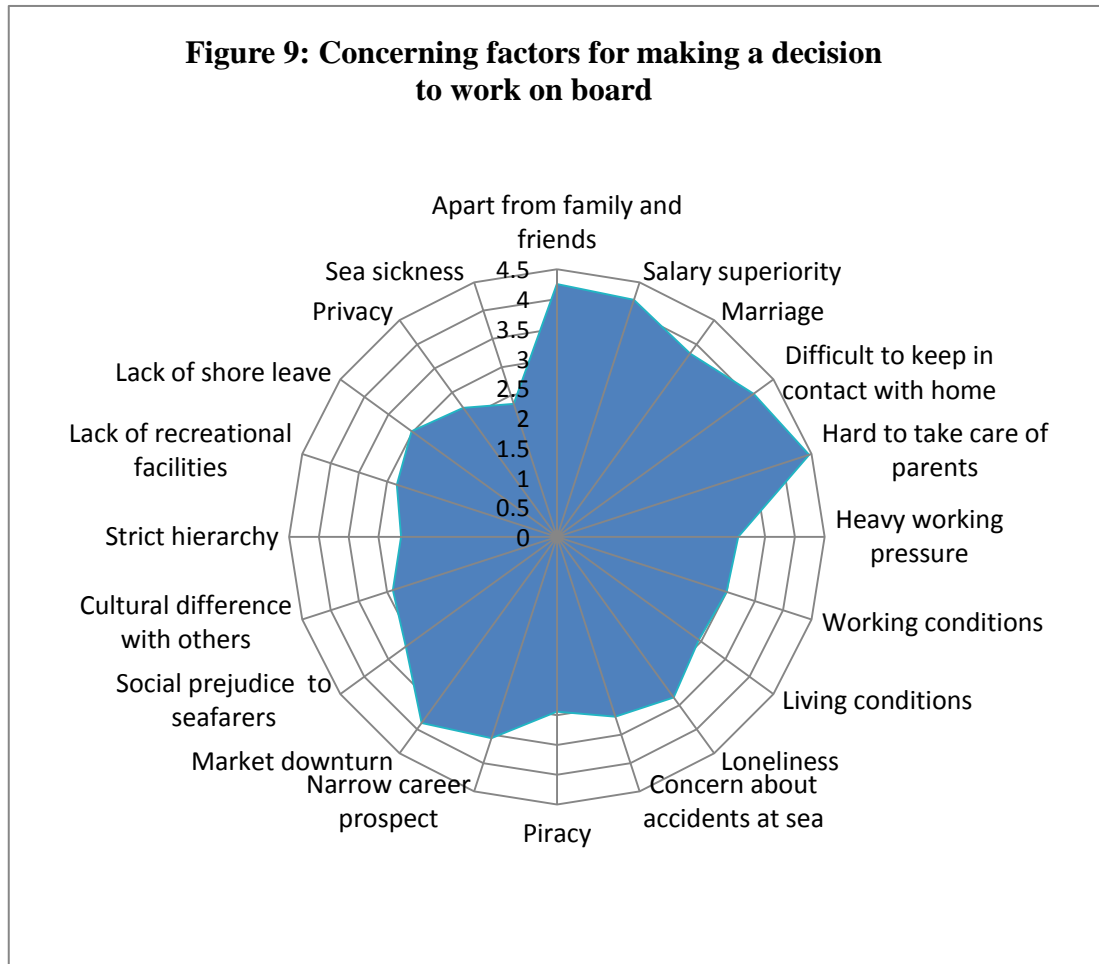 Figure 9: Concerning factors for making a decision
to work on board
Apart from family and
friends
Salary superiority
Marriage
Difficult to keep in
contact with home
Hard to take care of
parents
Heavy working
pressure
Working conditions
Living conditions
Loneliness
Concern about
accidents at sea
Piracy
Narrow career
prospect
Market downturn
Social prejudice to
seafarers
Cultural difference
with others
Strict hierarchy
Lack of recreational
facilities
Lack of shore leave
Privacy
Sea sickness
4.5
4
3.5
3
2.5
2
1.5
1
0.5
0